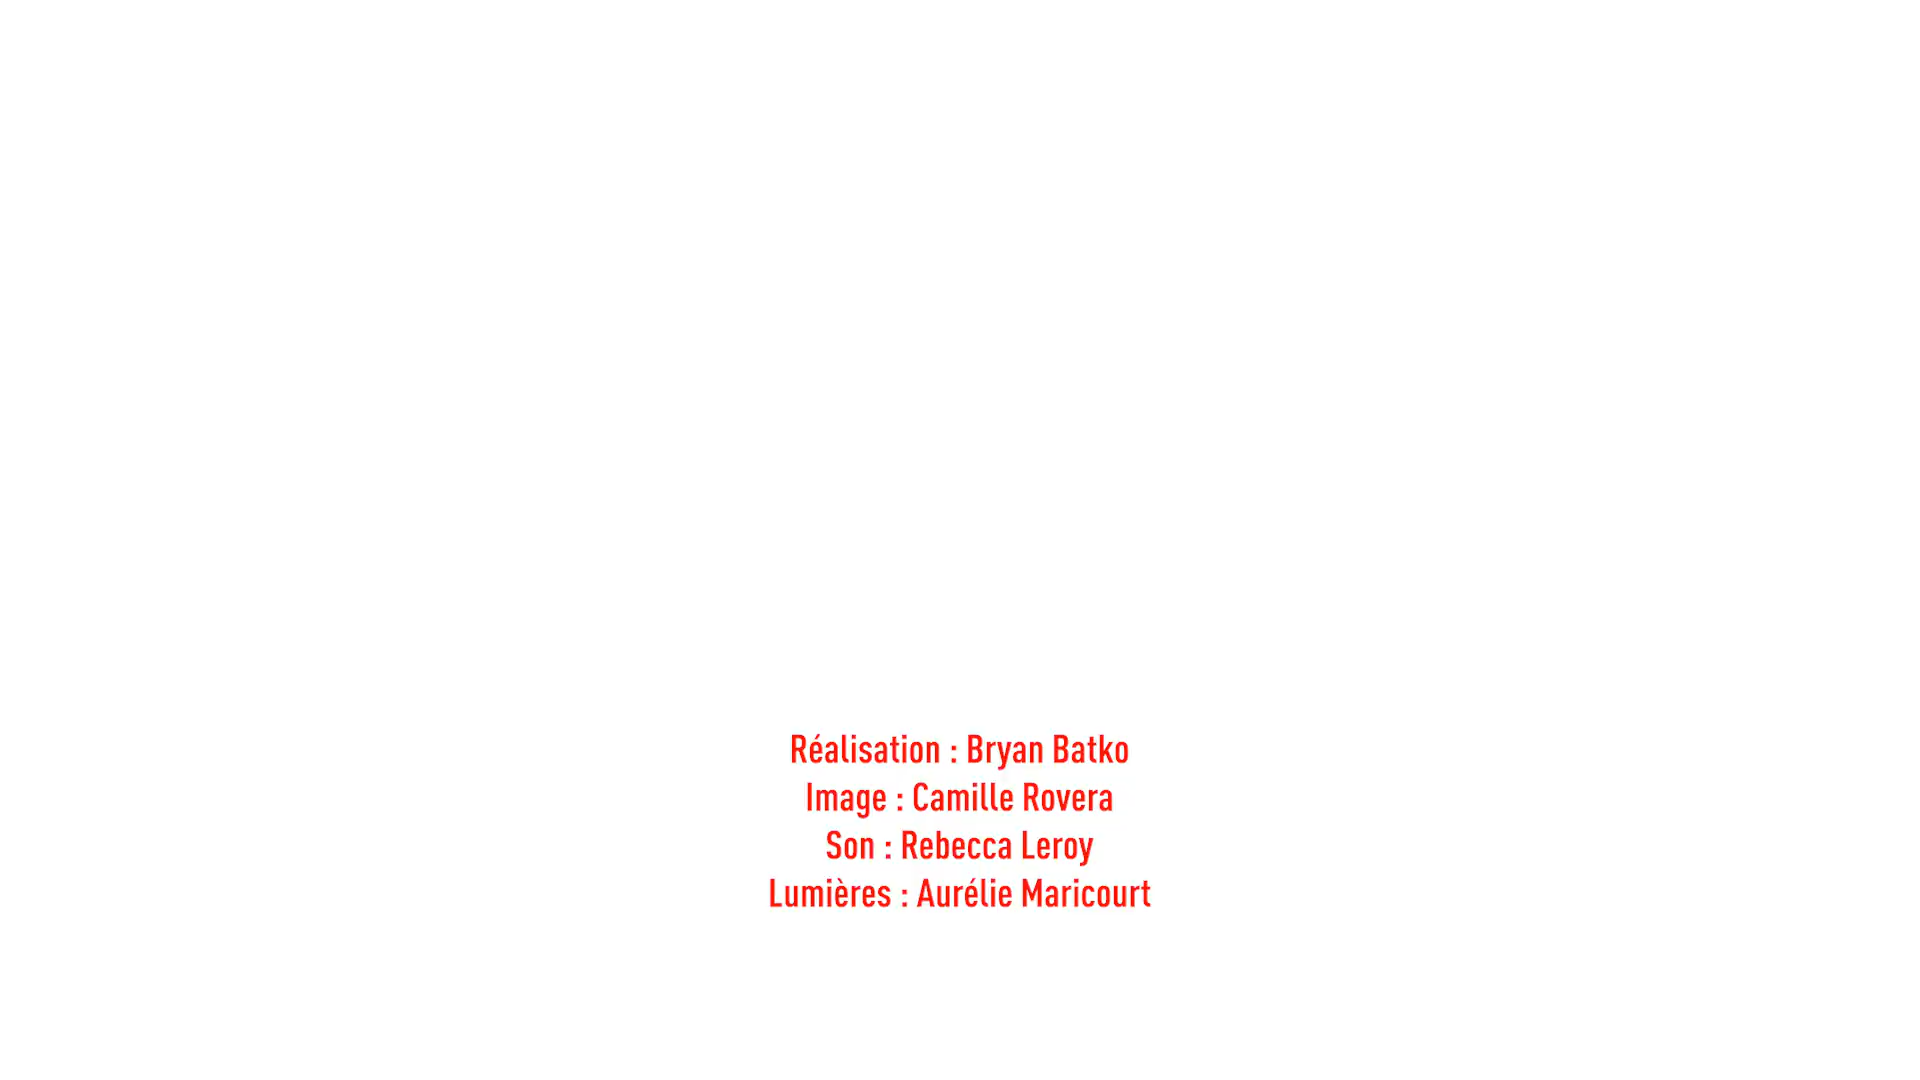 Réalisation : Bryan Batko
Image : Camille Rovera
Son : Rebecca Leroy
Lumières : Aurélie Maricourt